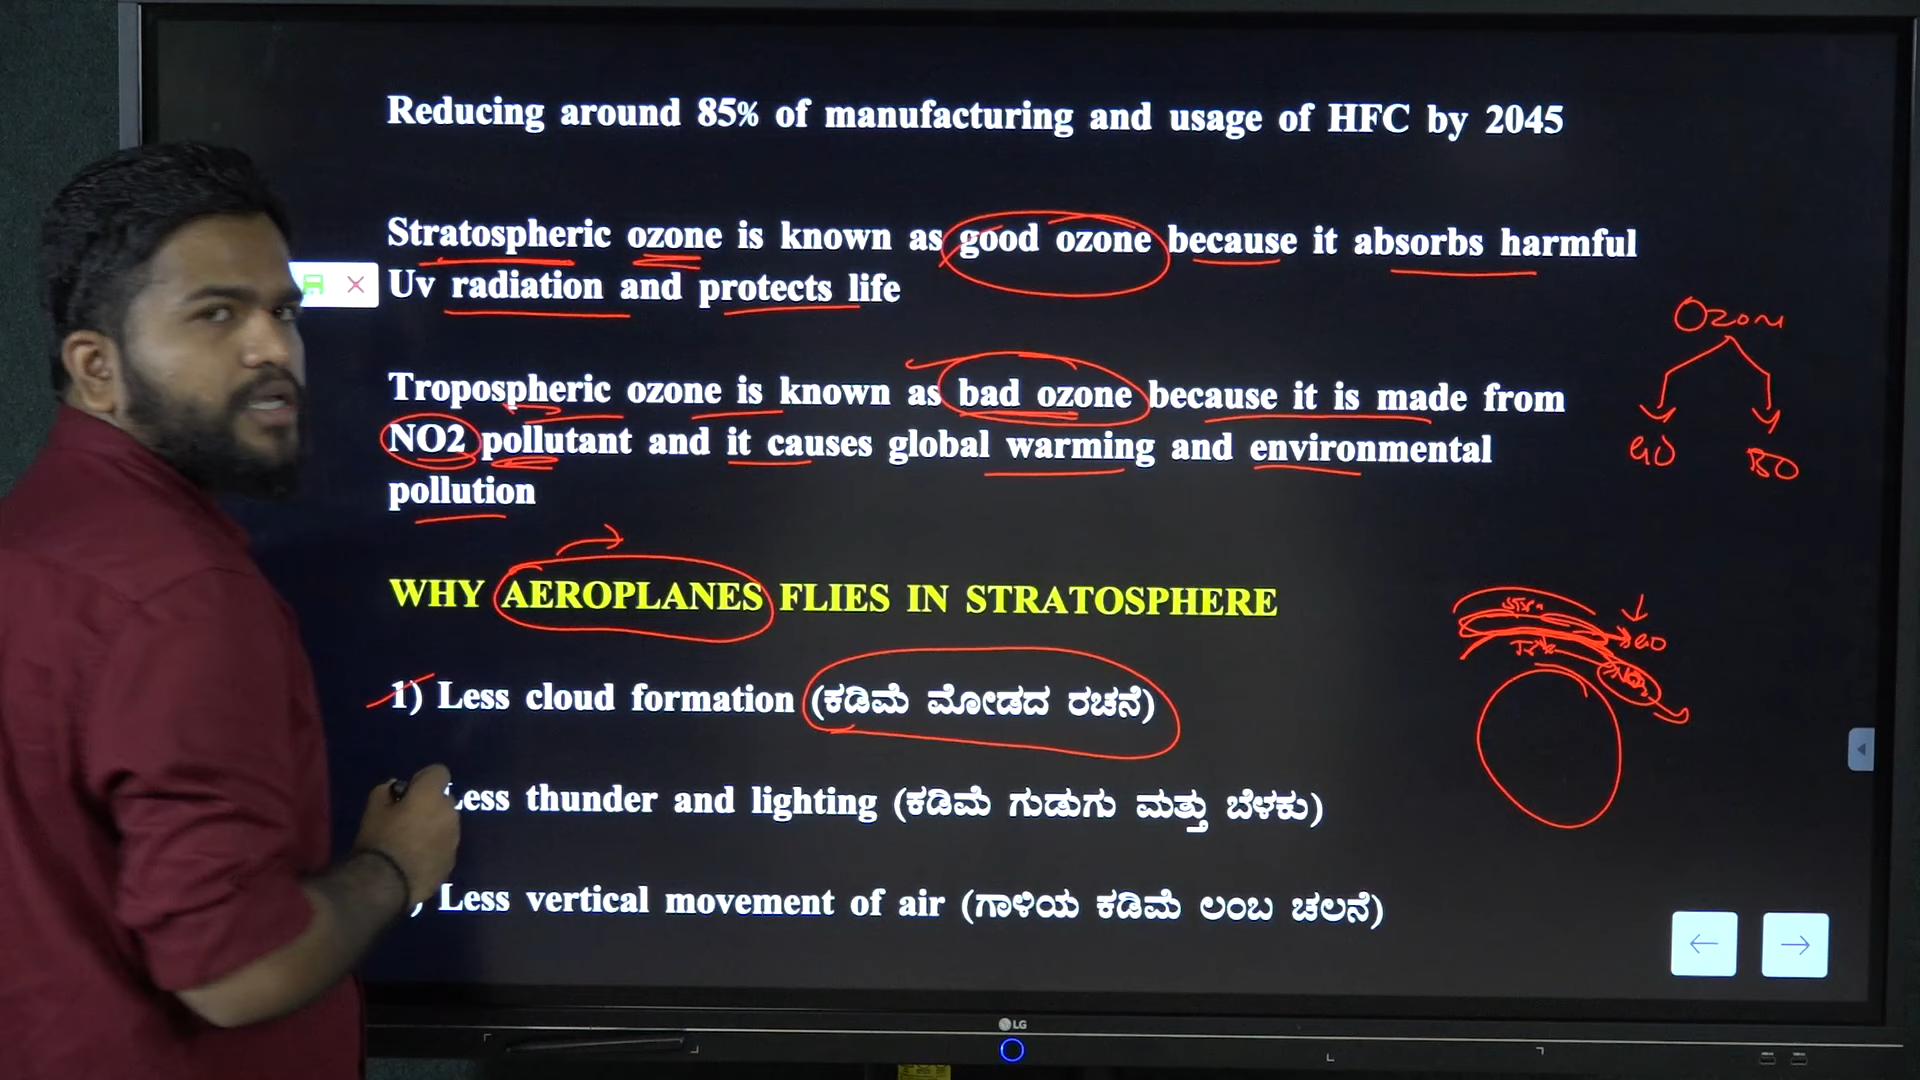 Reducing around 85% of manufacturing and usage of HFC by 2045
Stratospheric ozone is known as good ozone because it absorbs harmful
Uv radiation and protects life
Tropospheric ozone is known as bad ozone because it is made from
NO2 pollutant and it causes global warming and environmental
pollution
Ozone
GO BO
WHY AEROPLANES FLIES IN STRATOSPHERE
GO
1) Less cloud formation (ಕಡಿಮೆ ಮೋಡದ ರಚನೆ)
Less thunder and lighting (ಕಡಿಮೆ ಗುಡುಗು ಮತ್ತು ಬೆಳಕು)
) Less vertical movement of air (ಗಾಳಿಯ ಕಡಿಮೆ ಲಂಬ ಚಲನೆ)
LG